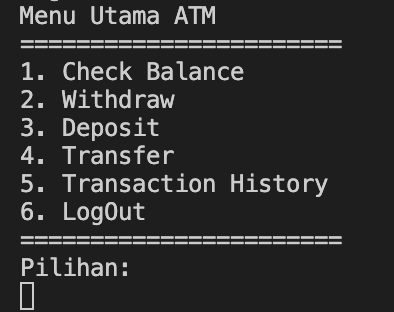 Menu Utama ATM
=======================
1. Check Balance
2. Withdraw
3. Deposit
4. Transfer
5. Transaction History
6. LogOut
=======================
Pilihan: